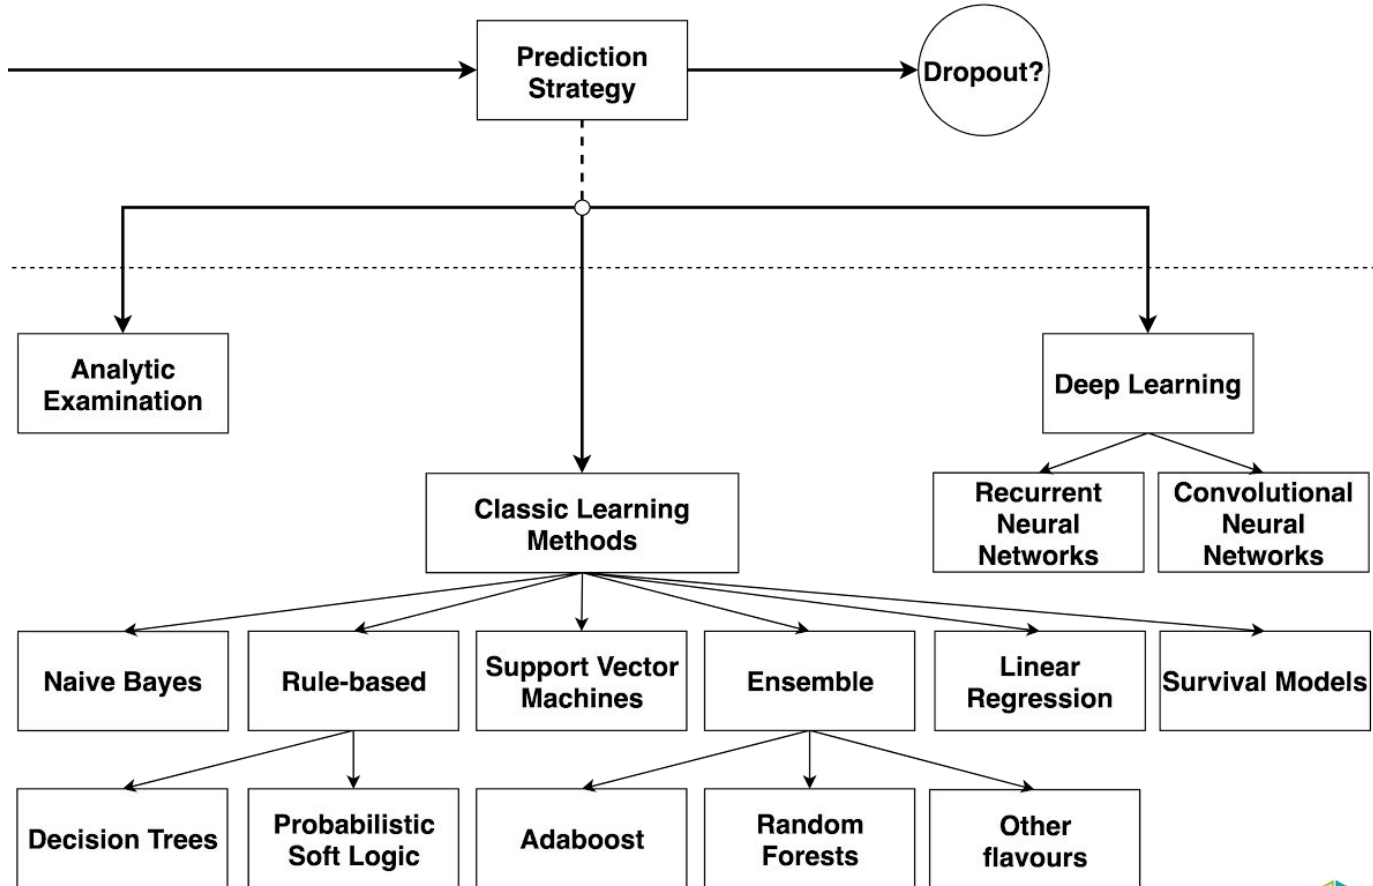 Prediction
Strategy
Dropout?
Analytic
Examination
Deep Learning
Classic Learning
Methods
Recurrent
Neural
Networks
Convolutional
Neural
Networks
Naive Bayes
Rule-based
Support Vector
Machines
Ensemble
Linear
Regression
Survival Models
Decision Trees
Probabilistic
Soft Logic
Adaboost
Random
Forests
Other
flavours